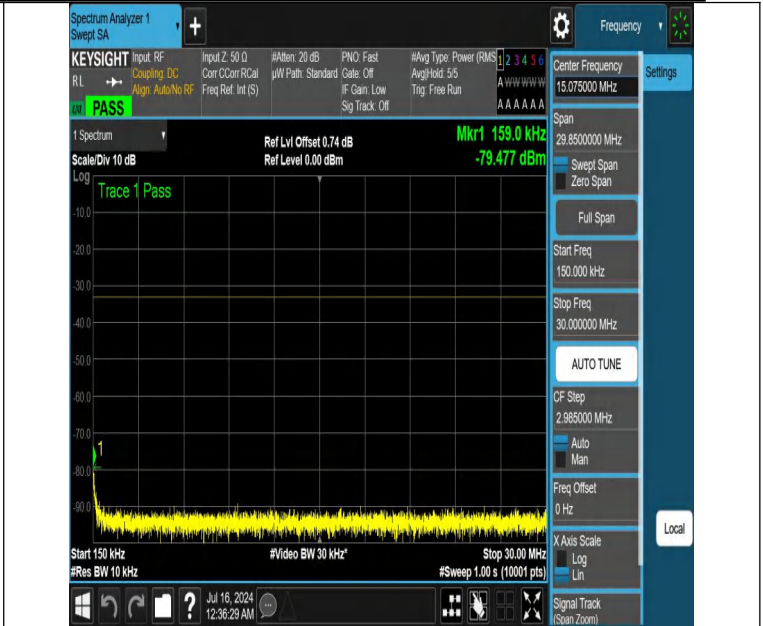 Spectrum Analyzer 1
Swept SA
+
Frequency
KEYSIGHT
RL
LXI
PASS
Input: RF
Coupling: DC
Align: Auto/No RF
Input Z: 50 Ω
Corr CCorr RCal
Freq Ref: Int (S)
#Atten: 20 dB
µW Path: Standard
PNO: Fast
Gate: Off
IF Gain: Low
Sig Track: Off
#Avg Type: Power (RMS
Avg|Hold: 5/5
Trig: Free Run
1 2 3 4 5 6
A W W W W W
A A A A A A
1 Spectrum
Scale/Div 10 dB
Ref Lvl Offset 0.74 dB
Ref Level 0.00 dBm
Mkr1 159.0 kHz
-79.477 dBm
Log
Trace 1 Pass
-10.0
-20.0
-30.0
-40.0
-50.0
-60.0
-70.0
1
-80.0
-90.0
Start 150 kHz
#Res BW 10 kHz
#Video BW 30 kHz*
Stop 30.00 MHz
#Sweep 1.00 s (10001 pts)
Center Frequency
15.075000 MHz
Settings
Span
29.8500000 MHz
Swept Span
Zero Span
Full Span
Start Freq
150.000 kHz
Stop Freq
30.000000 MHz
AUTO TUNE
CF Step
2.985000 MHz
Auto
Man
Freq Offset
0 Hz
X Axis Scale
Log
Lin
Local
Signal Track
(Span Zoom)
?
Jul 16, 2024
12:36:29 AM